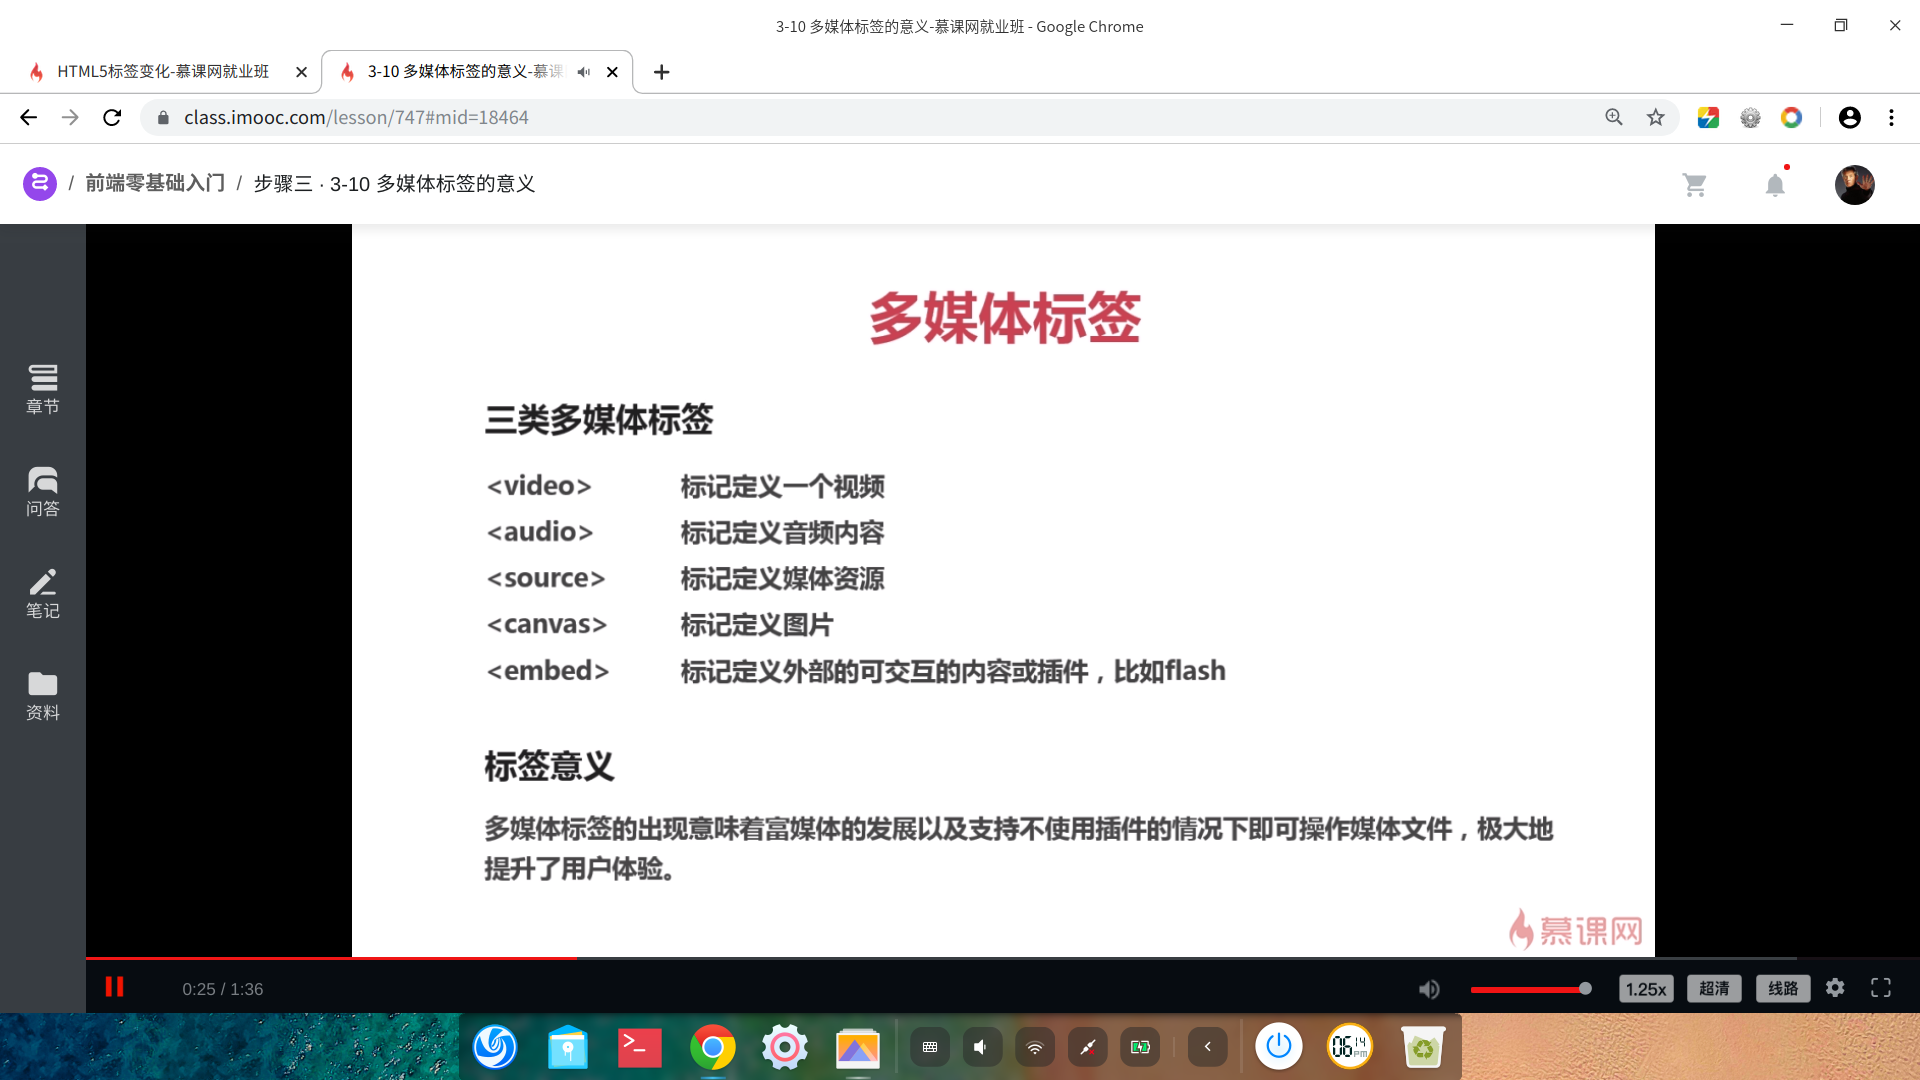 3-10 多媒体标签的意义-慕课网就业班 - Google Chrome
HTML5标签变化-慕课网就业班
3-10 多媒体标签的意义-慕课
class.imooc.com/lesson/747#mid=18464
/ 前端零基础入门 / 步骤三 · 3-10 多媒体标签的意义
多媒体标签
三类多媒体标签
<video> 标记定义一个视频
<audio> 标记定义音频内容
<source> 标记定义媒体资源
<canvas> 标记定义图片
<embed> 标记定义外部的可交互的内容或插件，比如flash
标签意义
多媒体标签的出现意味着富媒体的发展以及支持不使用插件的情况下即可操作媒体文件，极大地
提升了用户体验。
慕课网
章节
问答
笔记
资料
0:25 / 1:36
1.25x
超清
线路
06 14 PM